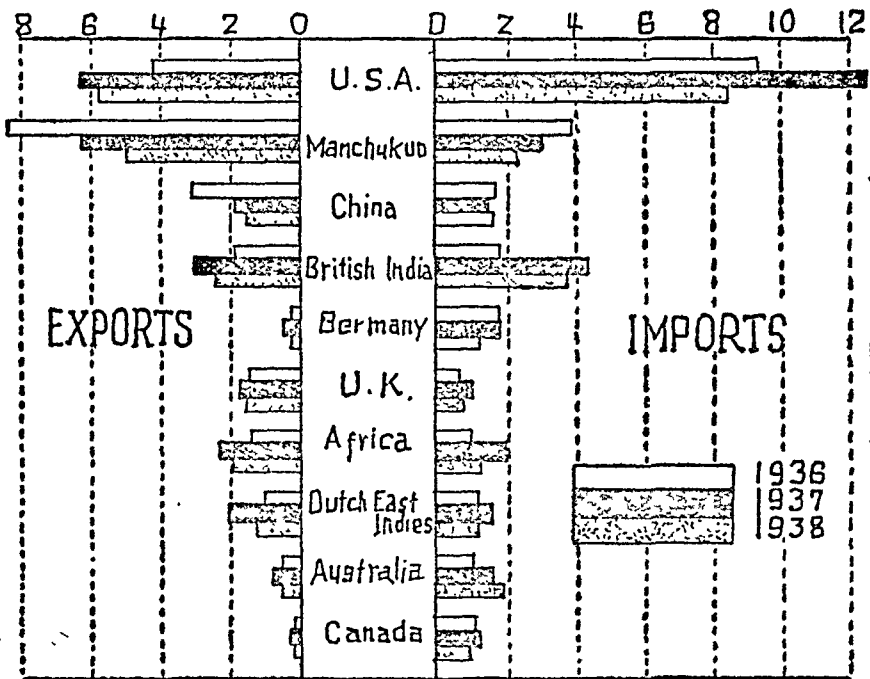 8 6 4 2 0 0 2 4 6 8 10 12
U.S.A.
Manchukuo
China
British India
EXPORTS
Germany
IMPORTS
U.K.
Africa
1936
Dutch East
1937
Indies
1938
Australia
Canada